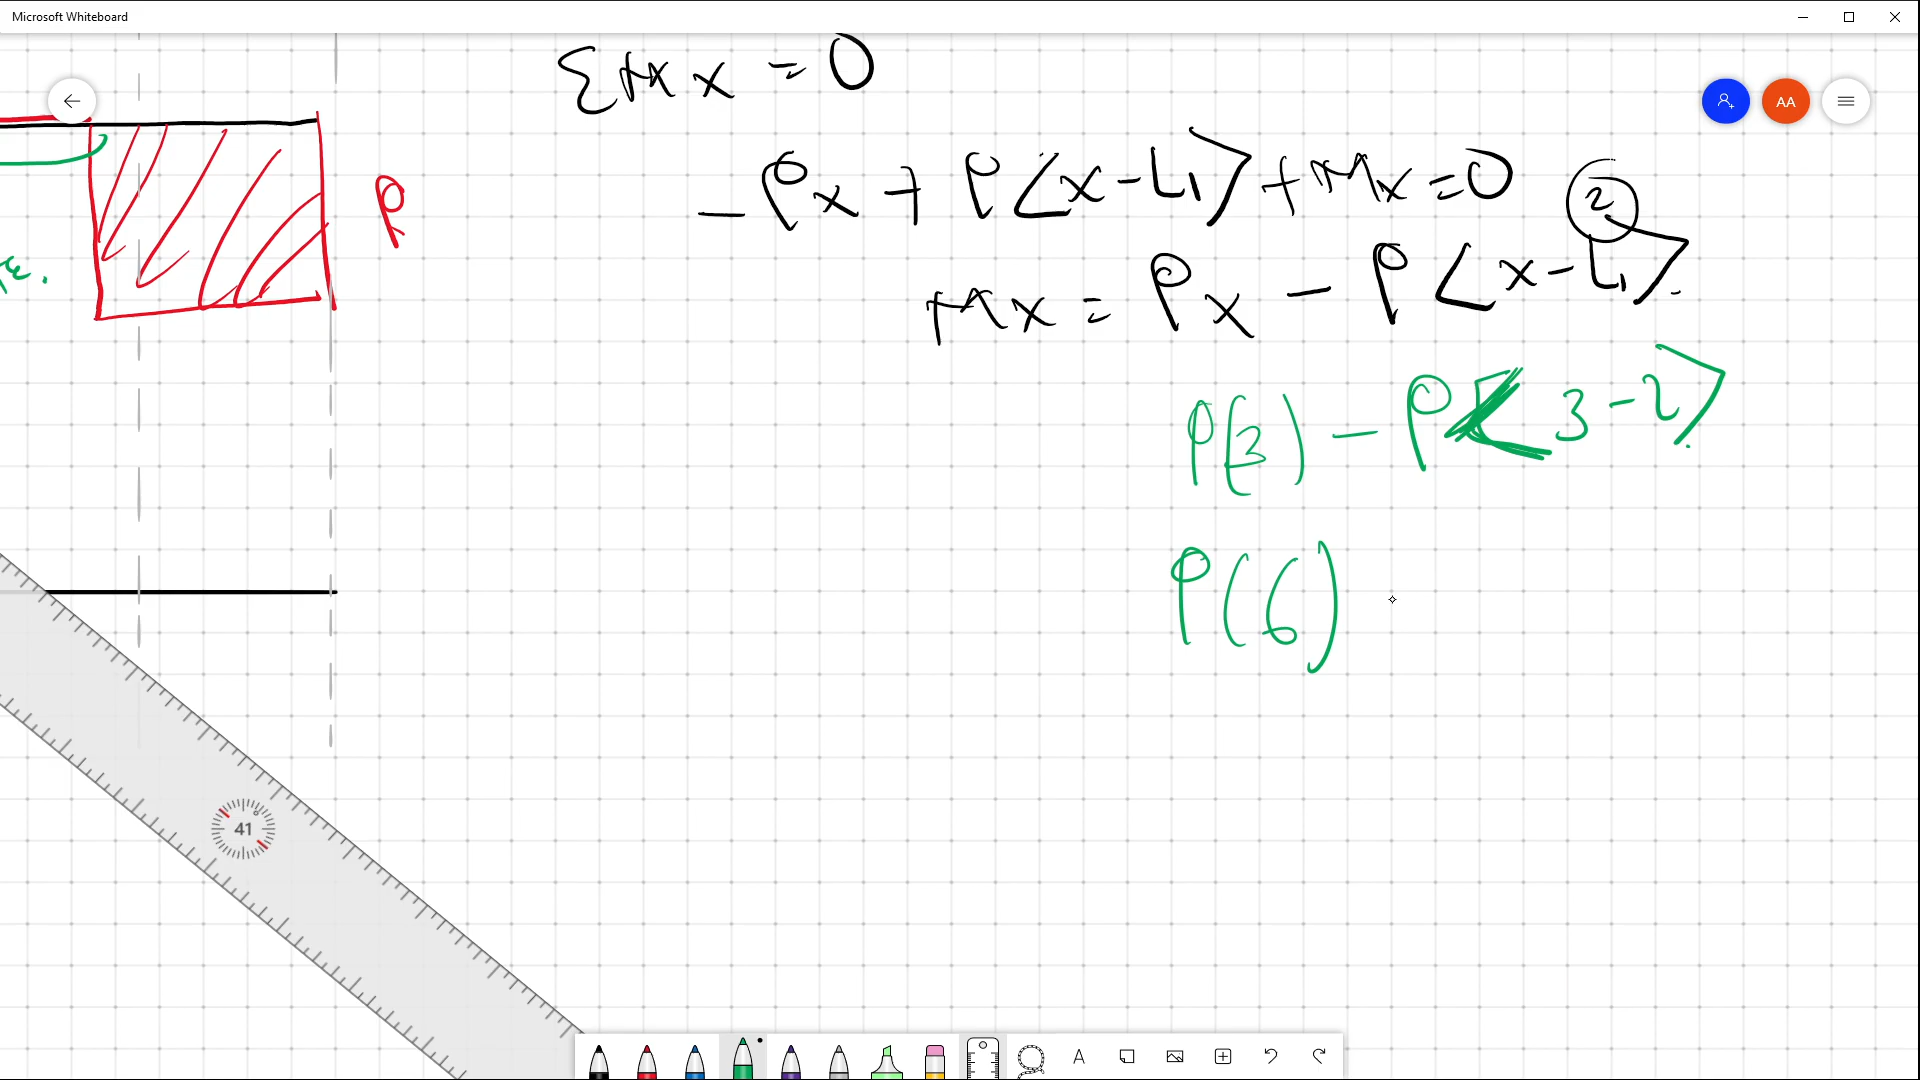 Microsoft Whiteboard
ΣMx = 0
AA
P
-Px + P<x-L1> + Mx = 0
2
Mx = Px - P<x-L1>.
P(3) - P<3-2>.
P(6)
41
A